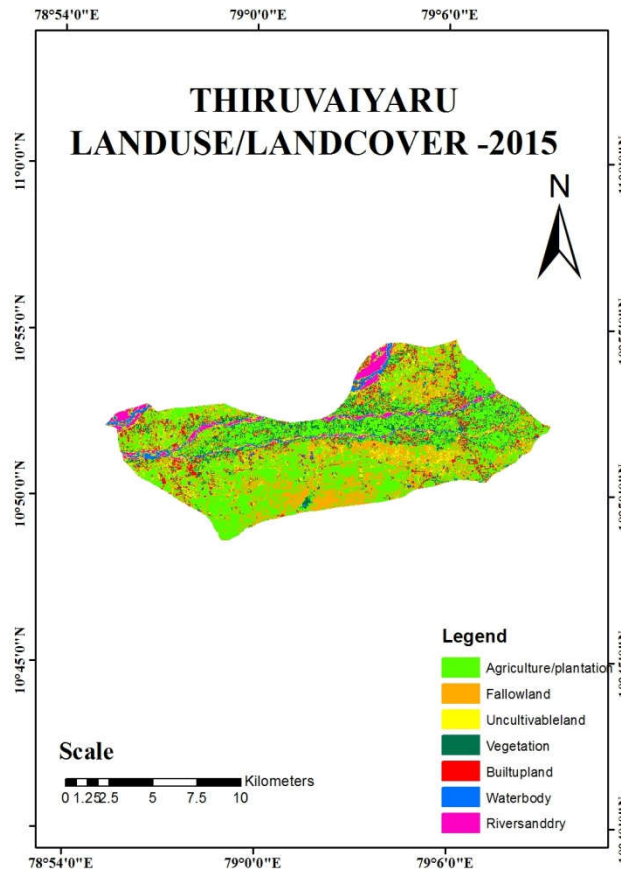 78°54'0"E 79°0'0"E 79°6'0"E
THIRUVAIYARU
LANDUSE/LANDCOVER -2015
11°0'0"N
N
10°55'0"N
10°50'0"N
10°45'0"N
Legend
Agriculture/plantation
Fallowland
Uncultivableland
Vegetation
Builtupland
Waterbody
Riversanddry
Scale
Kilometers
0 1.25 2.5 5 7.5 10
78°54'0"E 79°0'0"E 79°6'0"E